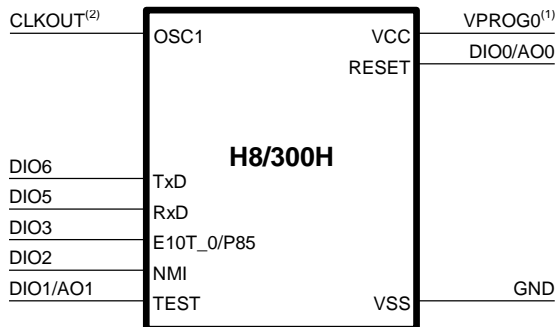 CLKOUT(2)
OSC1
VCC
VPROG0(1)
RESET
DIO0/AO0
H8/300H
DIO6
TxD
DIO5
RxD
DIO3
E10T_0/P85
DIO2
NMI
DIO1/AO1
TEST
VSS
GND